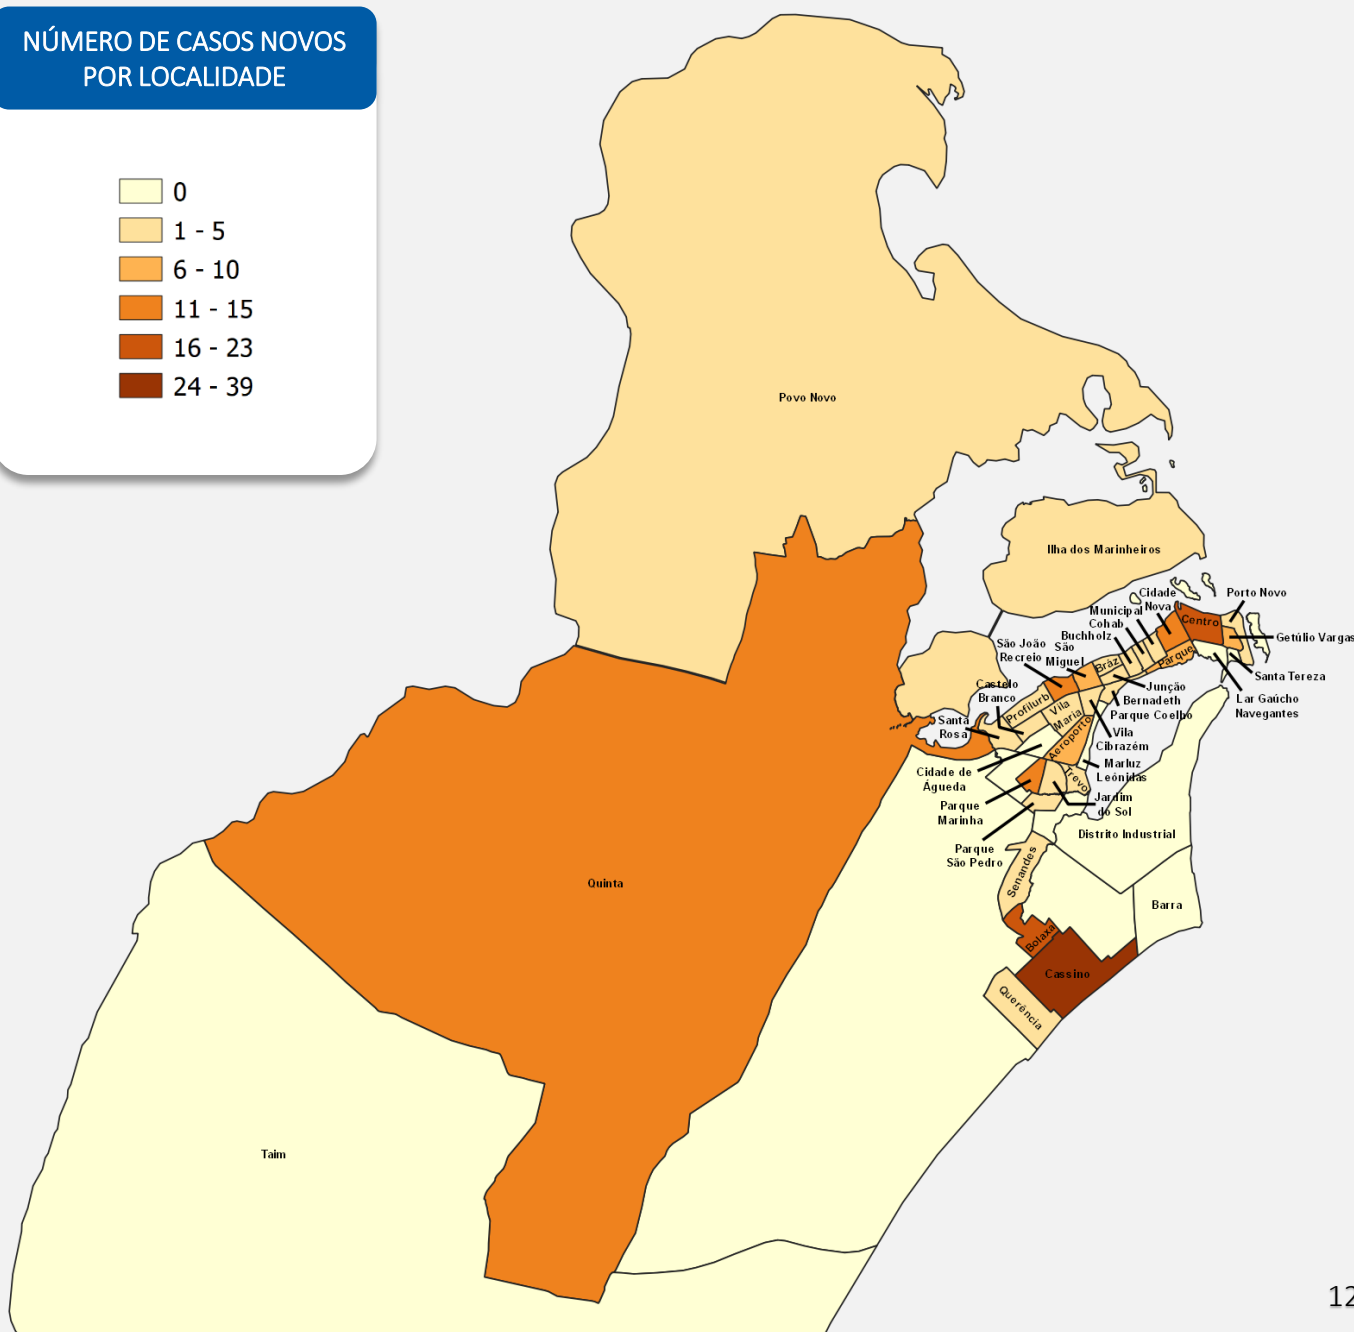 NÚMERO DE CASOS NOVOS
POR LOCALIDADE
0
1 - 5
6 - 10
11 - 15
16 - 23
24 - 39
Povo Novo
Ilha dos Marinheiros
Cidade
Nova
Porto Novo
Municipal
Cohab
Buchholz
Centro
Getúlio Vargas
São João
Recreio
São
Miguel
Bráz
Parque
Santa Tereza
Junção
Lar Gaúcho
Navegantes
Castelo
Branco
Profilurb
Vila
Maria
Bernadeth
Parque Coelho
Santa
Rosa
Aeroporto
Vila
Cibrazém
Cidade de
Águeda
Marluz
Leónidas
Trevo
Parque
Marinha
Jardim
do Sol
Distrito Industrial
Parque
São Pedro
Senandes
Quinta
Barra
Bolaxa
Cassino
Querência
Taim
12